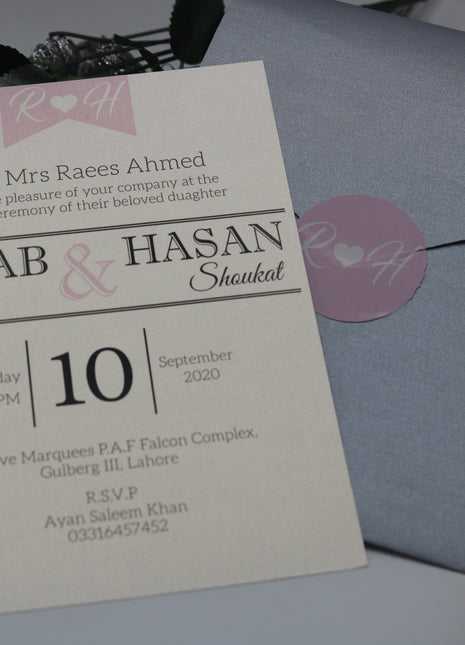 R H
Mrs Raees Ahmed
pleasure of your company at the
eremony of their beloved duaghter
AB & HASAN
Shoukat
day
PM
10
September
2020
ve Marquees P.A.F Falcon Complex,
Gulberg III, Lahore
R.S.V.P
Ayan Saleem Khan
03316457452
R H